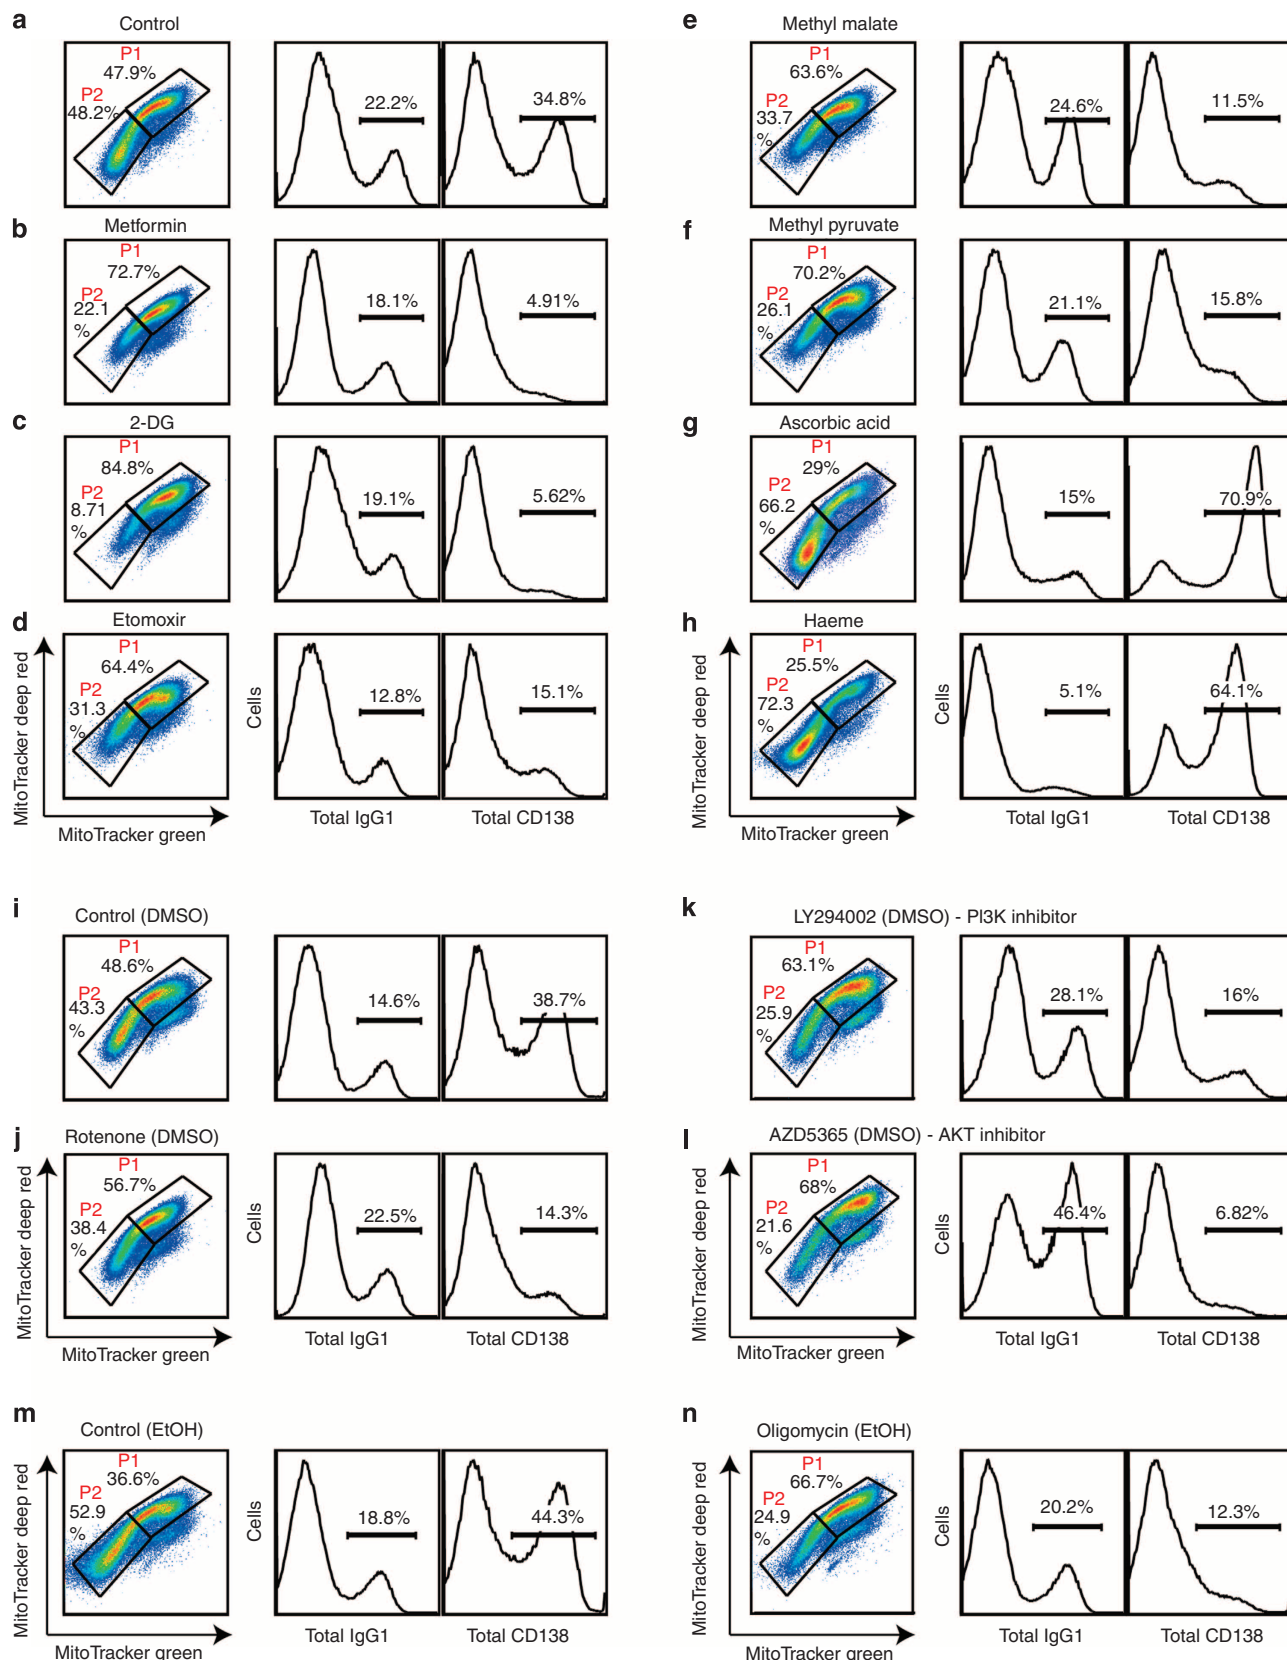 a
Control
P1
47.9%
P2
48.2%
22.2%
34.8%
e
Methyl malate
P1
63.6%
P2
33.7
%
24.6%
11.5%
b
Metformin
P1
72.7%
P2
22.1
%
18.1%
4.91%
f
Methyl pyruvate
P1
70.2%
P2
26.1
%
21.1%
15.8%
c
2-DG
P1
84.8%
P2
8.71
%
19.1%
5.62%
g
Ascorbic acid
P1
29%
P2
66.2
%
15%
70.9%
d
Etomoxir
P1
64.4%
P2
31.3
%
12.8%
15.1%
MitoTracker deep red
MitoTracker green
Cells
Total IgG1
Total CD138
h
Haeme
P1
25.5%
P2
72.3
%
5.1%
64.1%
MitoTracker deep red
MitoTracker green
Cells
Total IgG1
Total CD138
i
Control (DMSO)
P1
48.6%
P2
43.3
%
14.6%
38.7%
k
LY294002 (DMSO) - PI3K inhibitor
P1
63.1%
P2
25.9
%
28.1%
16%
j
Rotenone (DMSO)
P1
56.7%
P2
38.4
%
22.5%
14.3%
MitoTracker deep red
MitoTracker green
Cells
Total IgG1
Total CD138
l
AZD5365 (DMSO) - AKT inhibitor
P1
68%
P2
21.6
%
46.4%
6.82%
MitoTracker deep red
MitoTracker green
Cells
Total IgG1
Total CD138
m
Control (EtOH)
P1
36.6%
P2
52.9
%
18.8%
44.3%
MitoTracker deep red
MitoTracker green
Cells
Total IgG1
Total CD138
n
Oligomycin (EtOH)
P1
66.7%
P2
24.9
%
20.2%
12.3%
MitoTracker deep red
MitoTracker green
Cells
Total IgG1
Total CD138